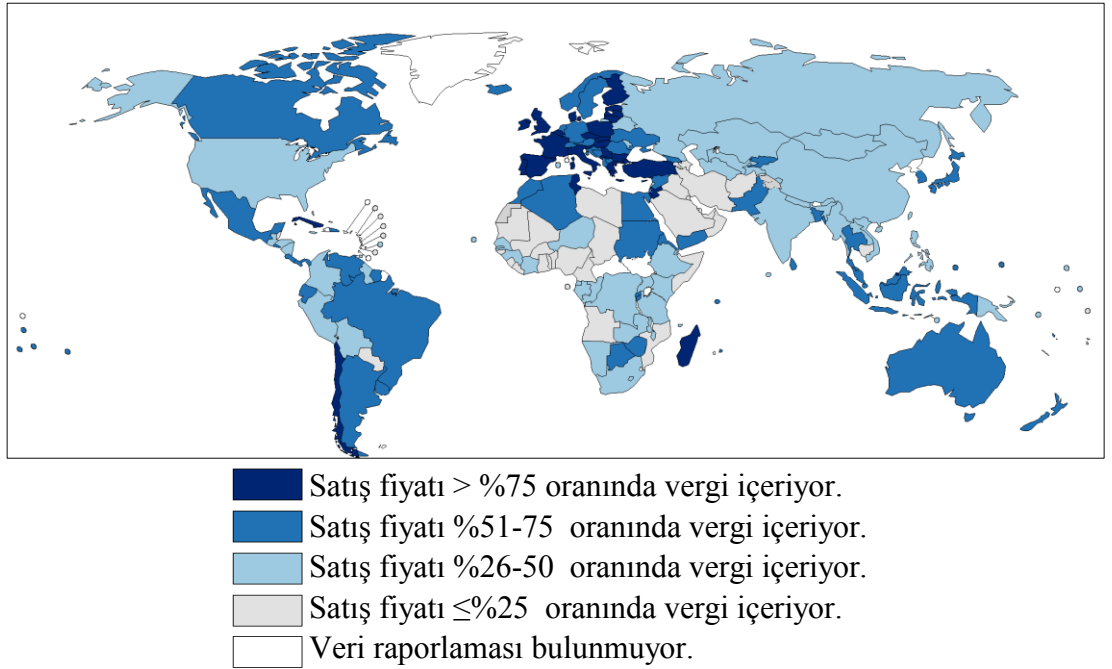 Satış fiyatı > %75 oranında vergi içeriyor.
Satış fiyatı %51-75 oranında vergi içeriyor.
Satış fiyatı %26-50 oranında vergi içeriyor.
Satış fiyatı ≤%25 oranında vergi içeriyor.
Veri raporlaması bulunmuyor.